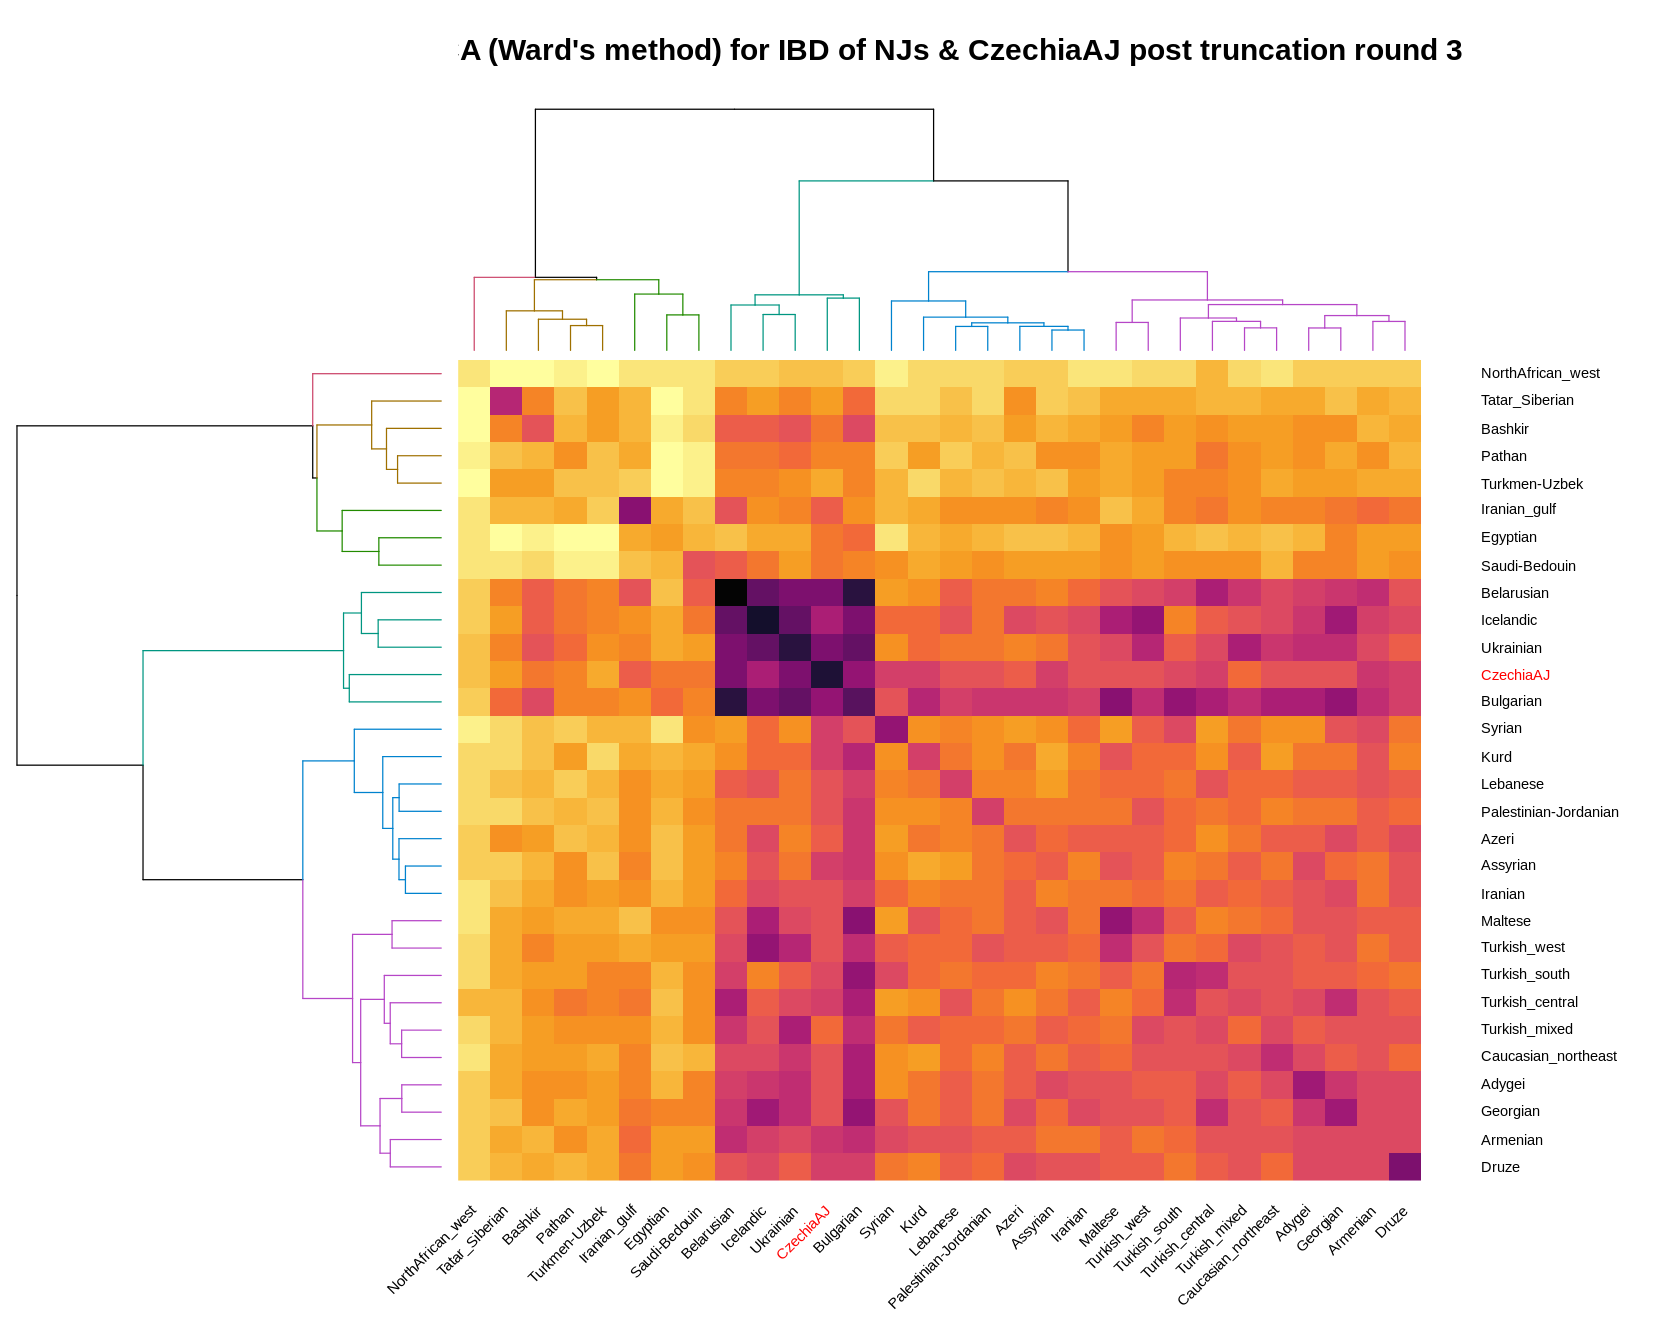 A (Ward's method) for IBD of NJs & CzechiaAJ post truncation round 3
NorthAfrican_west
Tatar_Siberian
Bashkir
Pathan
Turkmen-Uzbek
Iranian_gulf
Egyptian
Saudi-Bedouin
Belarusian
Icelandic
Ukrainian
CzechiaAJ
Bulgarian
Syrian
Kurd
Lebanese
Palestinian-Jordanian
Azeri
Assyrian
Iranian
Maltese
Turkish_west
Turkish_south
Turkish_central
Turkish_mixed
Caucasian_northeast
Adygei
Georgian
Armenian
Druze
NorthAfrican_west
Tatar_Siberian
Bashkir
Pathan
Turkmen-Uzbek
Iranian_gulf
Egyptian
Saudi-Bedouin
Belarusian
Icelandic
Ukrainian
CzechiaAJ
Bulgarian
Syrian
Kurd
Lebanese
Palestinian-Jordanian
Azeri
Assyrian
Iranian
Maltese
Turkish_west
Turkish_south
Turkish_central
Turkish_mixed
Caucasian_northeast
Adygei
Georgian
Armenian
Druze